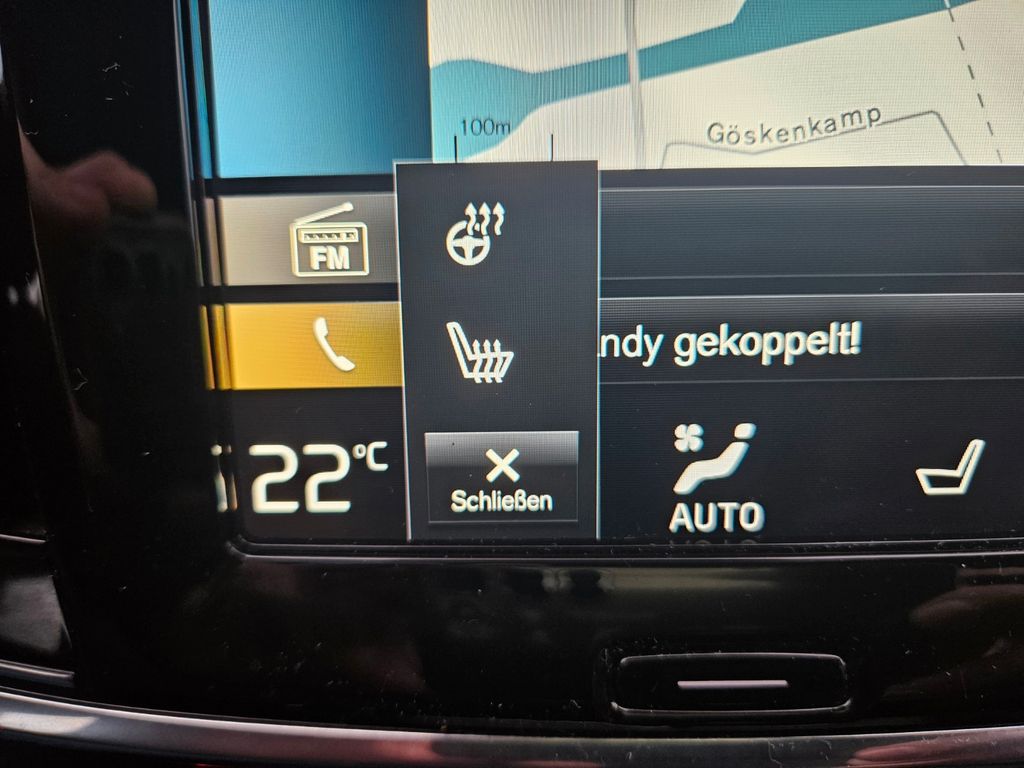 100m
Göskenkamp
FM
ndy gekoppelt!
22°C
Schließen
AUTO